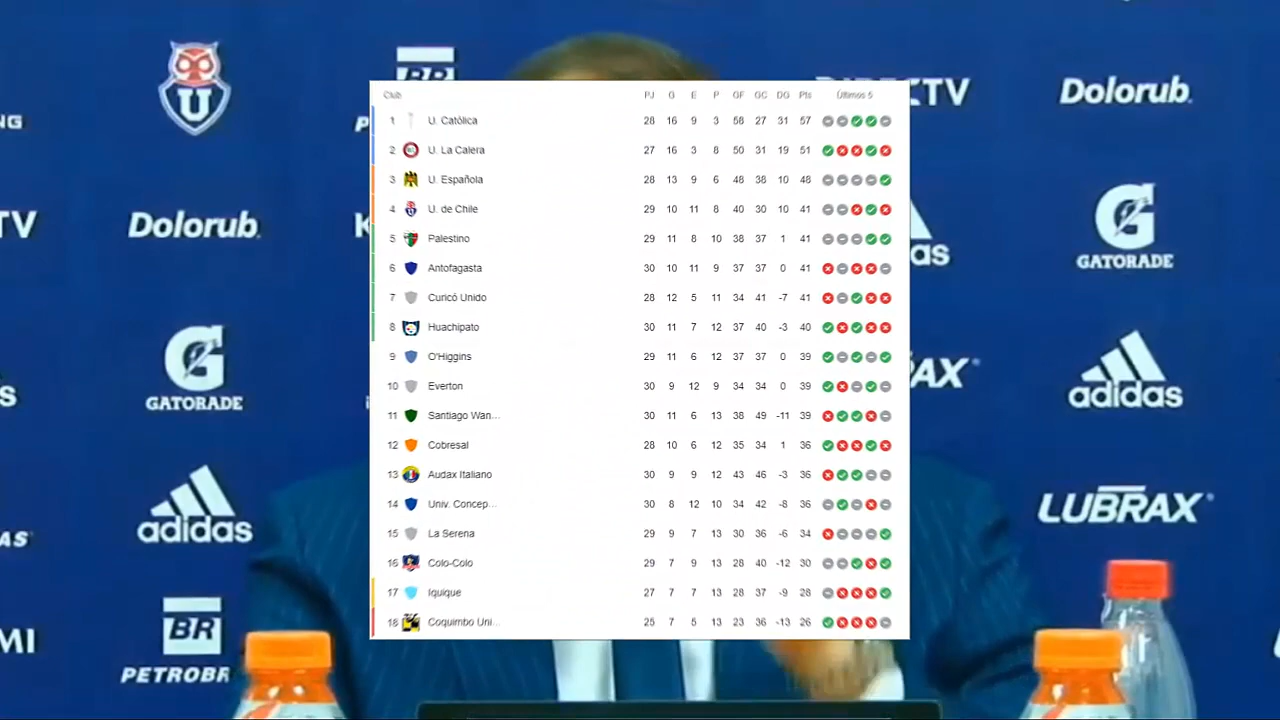 BR
DIRECTV
Dolorub.
NG
P
TV
Dolorub.
K
G
GATORADE
as
G
GATORADE
S
BRAX
adidas
adidas
LUBRAX
AS
MI
BR
PETROBR
U
Club PJ G E P GF GC DG Pts Últimos 5
1 U. Católica 28 16 9 3 58 27 31 57
2 U. La Calera 27 16 3 8 50 31 19 51
3 U. Española 28 13 9 6 48 38 10 48
4 U. de Chile 29 10 11 8 40 30 10 41
5 Palestino 29 11 8 10 38 37 1 41
6 Antofagasta 30 10 11 9 37 37 0 41
7 Curicó Unido 28 12 5 11 34 41 -7 41
8 Huachipato 30 11 7 12 37 40 -3 40
9 O'Higgins 29 11 6 12 37 37 0 39
10 Everton 30 9 12 9 34 34 0 39
11 Santiago Wan... 30 11 6 13 38 49 -11 39
12 Cobresal 28 10 6 12 35 34 1 36
13 Audax Italiano 30 9 9 12 43 46 -3 36
14 Univ. Concep... 30 8 12 10 34 42 -8 36
15 La Serena 29 9 7 13 30 36 -6 34
16 Colo-Colo 29 7 9 13 28 40 -12 30
17 Iquique 27 7 7 13 28 37 -9 28
18 Coquimbo Uni... 25 7 5 13 23 36 -13 26